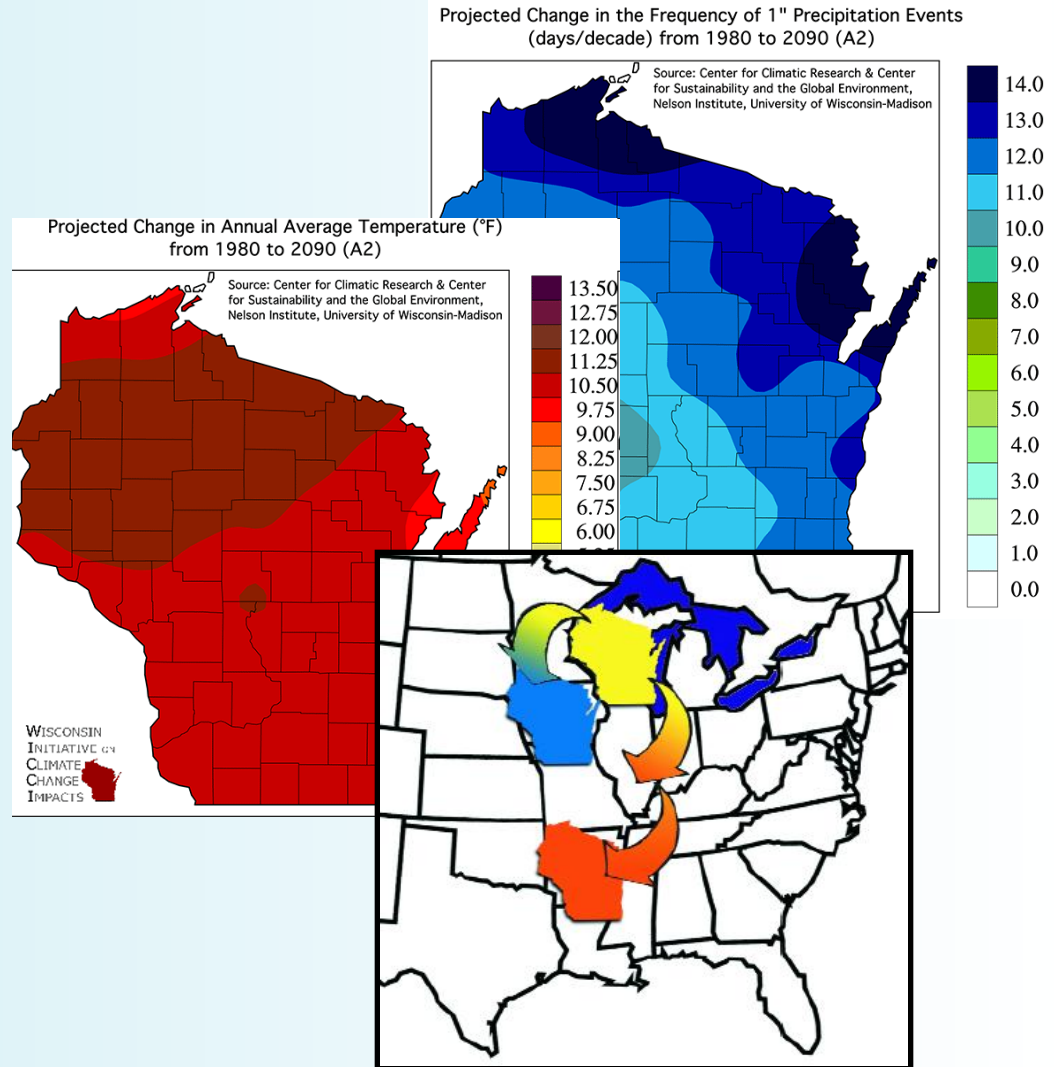 Projected Change in the Frequency of 1" Precipitation Events
(days/decade) from 1980 to 2090 (A2)
Source: Center for Climatic Research & Center
for Sustainability and the Global Environment,
Nelson Institute, University of Wisconsin-Madison
14.0
13.0
12.0
11.0
10.0
9.0
8.0
7.0
6.0
5.0
4.0
3.0
2.0
1.0
0.0
Projected Change in Annual Average Temperature (°F)
from 1980 to 2090 (A2)
Source: Center for Climatic Research & Center
for Sustainability and the Global Environment,
Nelson Institute, University of Wisconsin-Madison
13.50
12.75
12.00
11.25
10.50
9.75
9.00
8.25
7.50
6.75
6.00
WISCONSIN
INITIATIVE ON
CLIMATE
CHANGE
IMPACTS